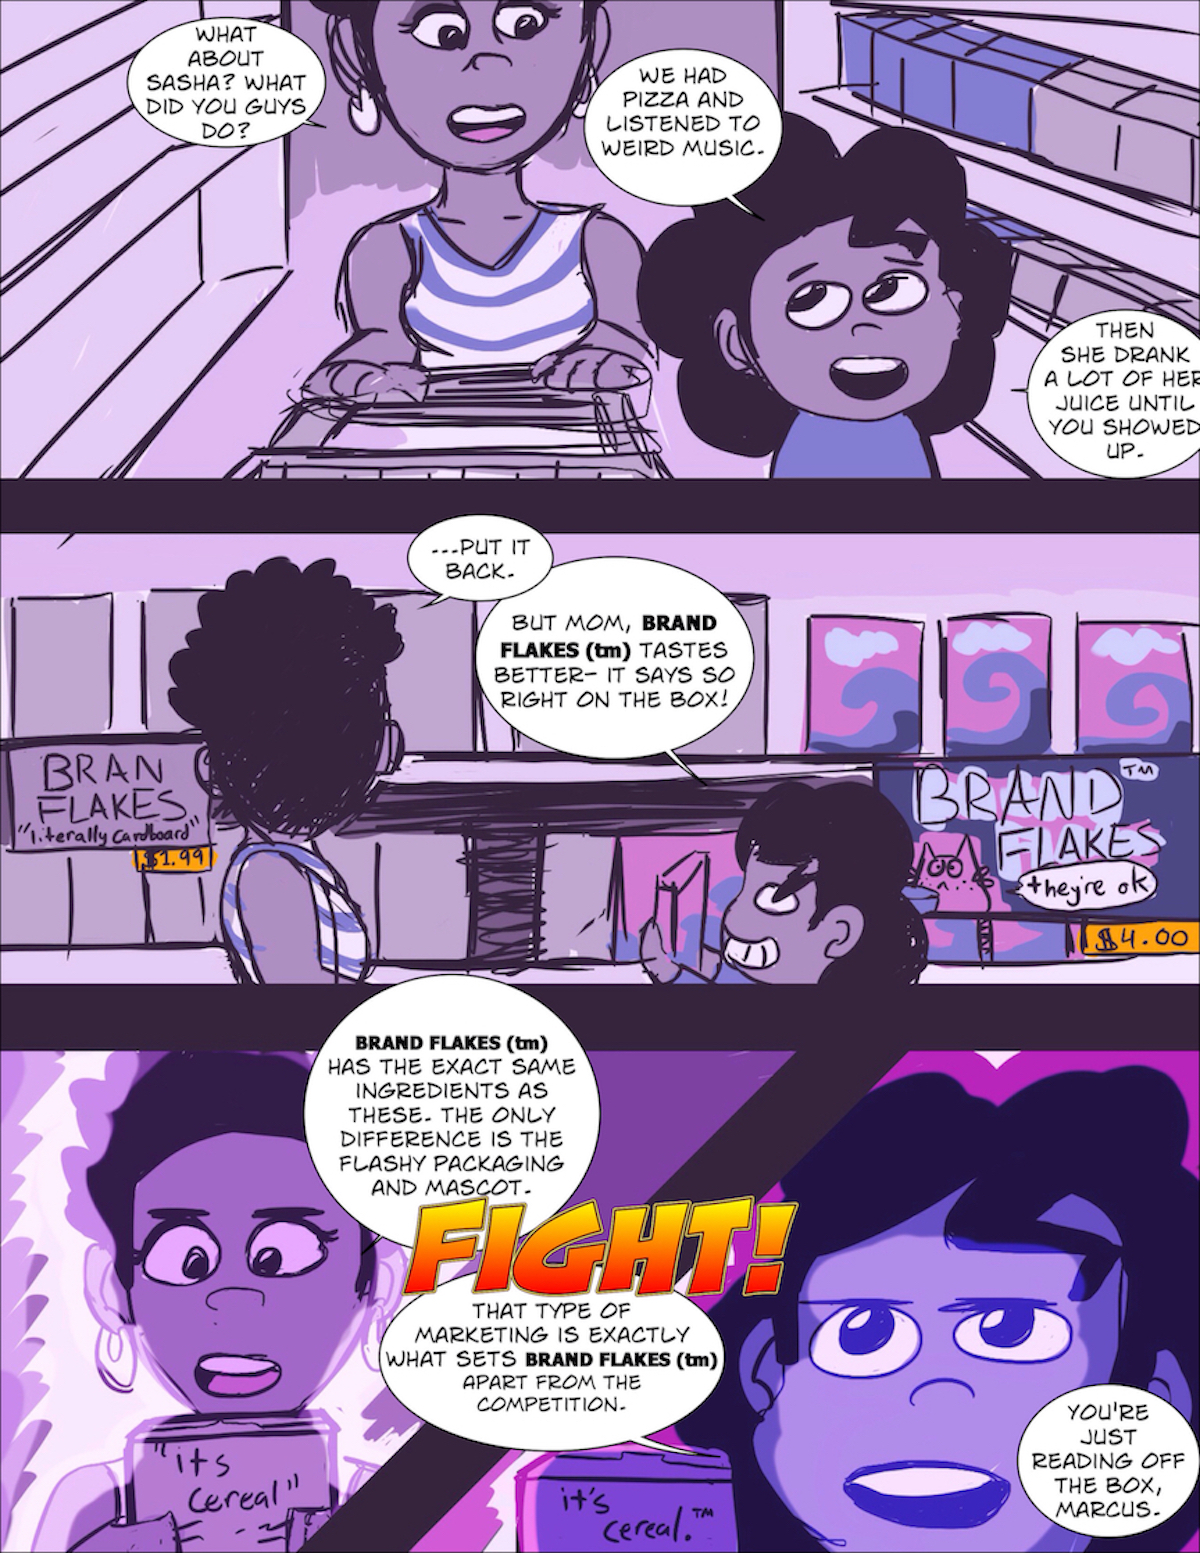 WHAT
ABOUT
SASHA? WHAT
DID YOU GUYS
DO?
WE HAD
PIZZA AND
LISTENED TO
WEIRD MUSIC.
THEN
SHE DRANK
A LOT OF HER
JUICE UNTIL
YOU SHOWED
UP.
...PUT IT
BACK.
BUT MOM, BRAND
FLAKES (tm) TASTES
BETTER- IT SAYS SO
RIGHT ON THE BOX!
BRAN
FLAKES
"literally cardboard"
$1.99
BRAND TM
FLAKES
they're ok
$4.00
BRAND FLAKES (tm)
HAS THE EXACT SAME
INGREDIENTS AS
THESE. THE ONLY
DIFFERENCE IS THE
FLASHY PACKAGING
AND MASCOT.
FIGHT!
THAT TYPE OF
MARKETING IS EXACTLY
WHAT SETS BRAND FLAKES (tm)
APART FROM THE
COMPETITION.
"its
cereal"
it's
cereal.TM
YOU'RE
JUST
READING OFF
THE BOX,
MARCUS.